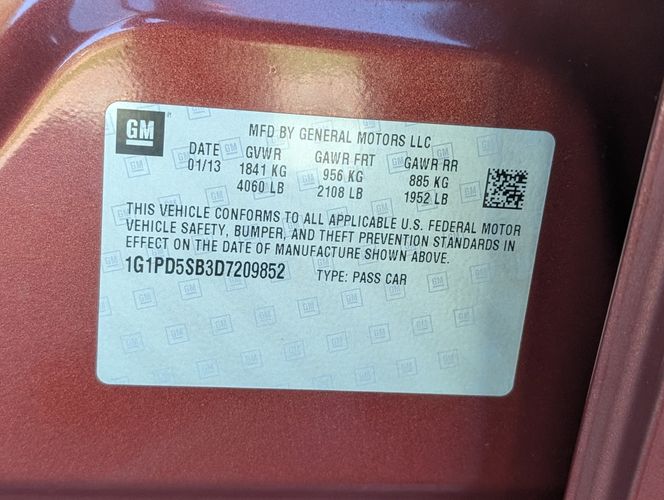 GM
MFD BY GENERAL MOTORS LLC
DATE GVWR GAWR FRT GAWR RR
01/13 1841 KG 956 KG 885 KG
4060 LB 2108 LB 1952 LB
THIS VEHICLE CONFORMS TO ALL APPLICABLE U.S. FEDERAL MOTOR
VEHICLE SAFETY, BUMPER, AND THEFT PREVENTION STANDARDS IN
EFFECT ON THE DATE OF MANUFACTURE SHOWN ABOVE.
1G1PD5SB3D7209852 TYPE: PASS CAR